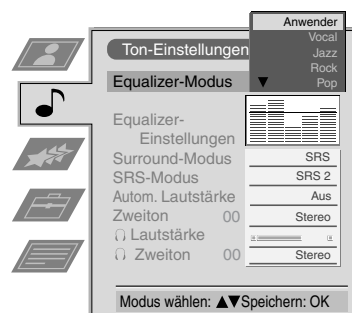 Anwender
Vocal
Jazz
Rock
Pop
Ton-Einstellungen
Equalizer-Modus ▼
Equalizer-
Einstellungen
Surround-Modus SRS
SRS-Modus SRS 2
Autom. Lautstärke Aus
Zweiton 00 Stereo
Lautstärke
Zweiton 00 Stereo
Modus wählen: ▲▼Speichern: OK